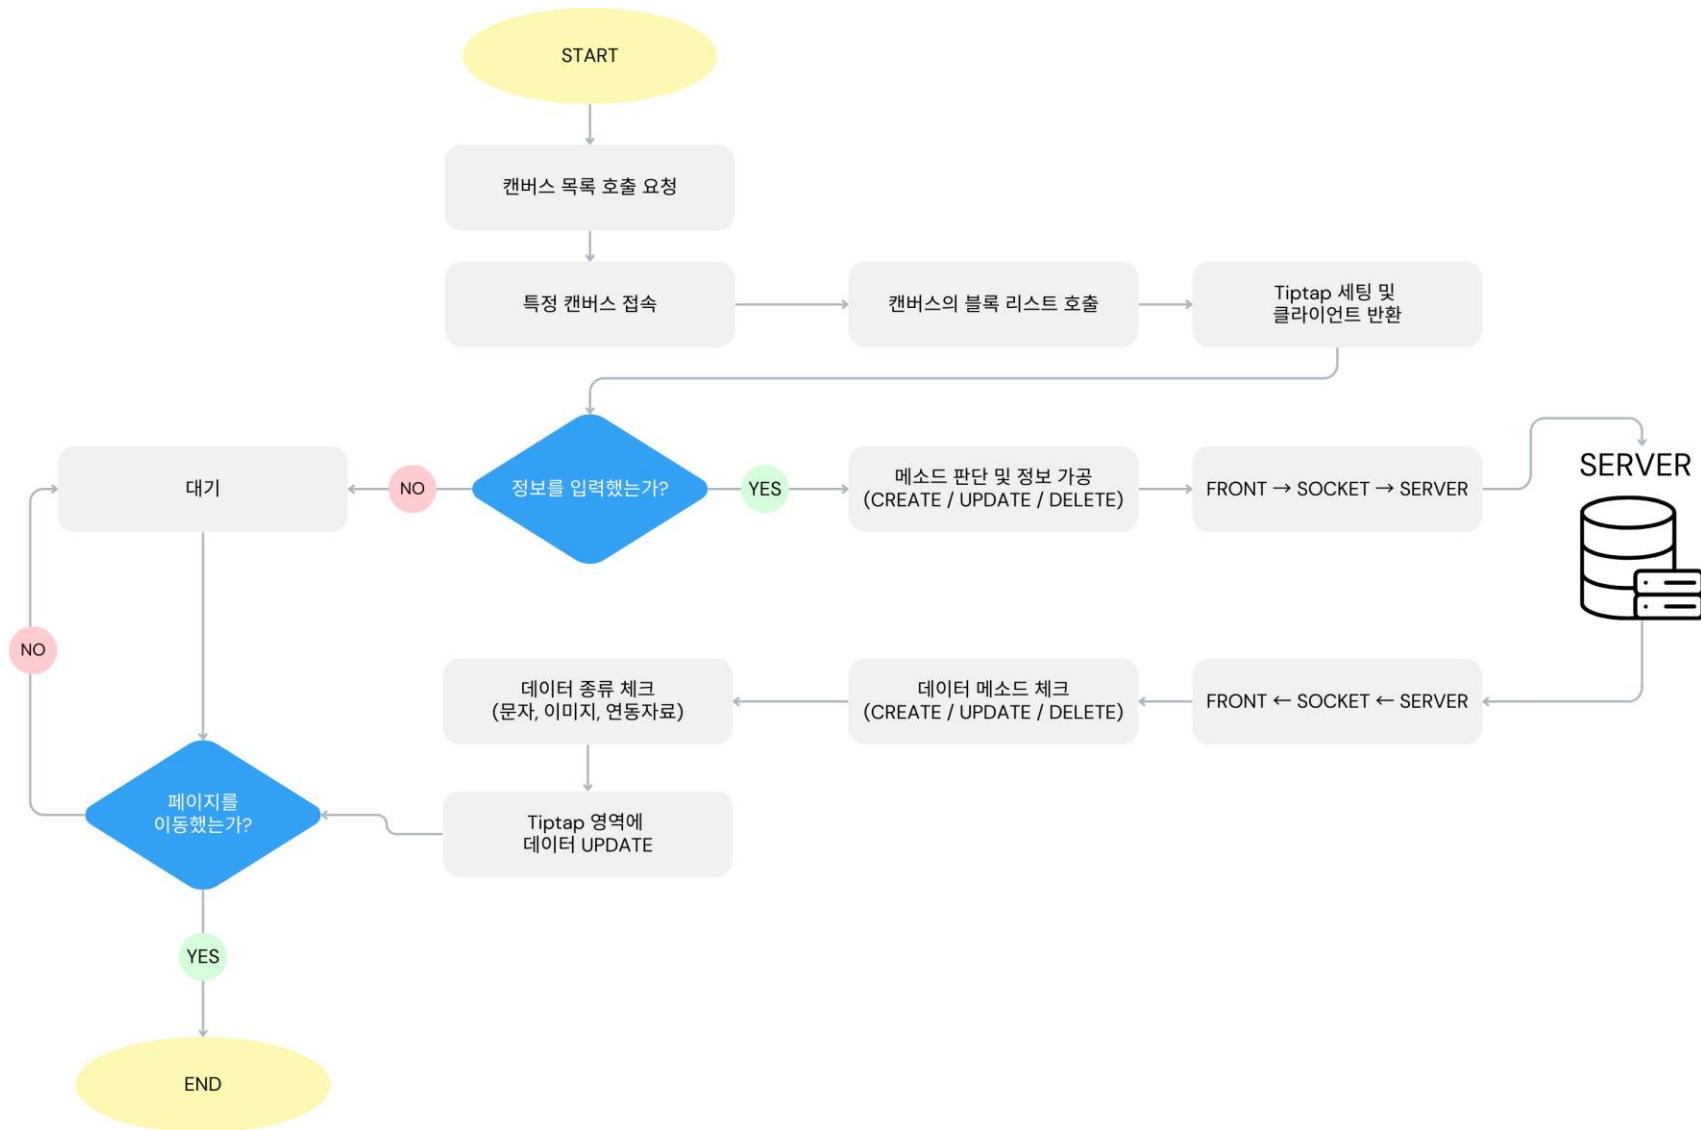 START
캔버스 목록 호출 요청
특정 캔버스 접속
캔버스의 블록 리스트 호출
Tiptap 세팅 및
클라이언트 반환
대기
NO
정보를 입력했는가?
YES
메소드 판단 및 정보 가공
(CREATE / UPDATE / DELETE)
FRONT → SOCKET → SERVER
SERVER
NO
데이터 종류 체크
(문자, 이미지, 연동자료)
데이터 메소드 체크
(CREATE / UPDATE / DELETE)
FRONT ← SOCKET ← SERVER
페이지를
이동했는가?
Tiptap 영역에
데이터 UPDATE
YES
END